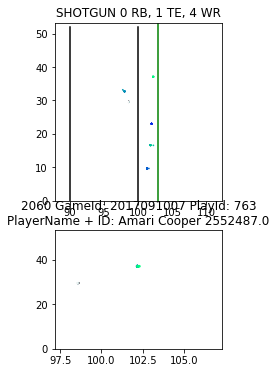 SHOTGUN 0 RB, 1 TE, 4 WR
50
40
30
20
10
0
90 95 100 105 110
2060 GameId: 2017091007 PlayId: 763
PlayerName + ID: Amari Cooper 2552487.0
40
20
0
97.5 100.0 102.5 105.0